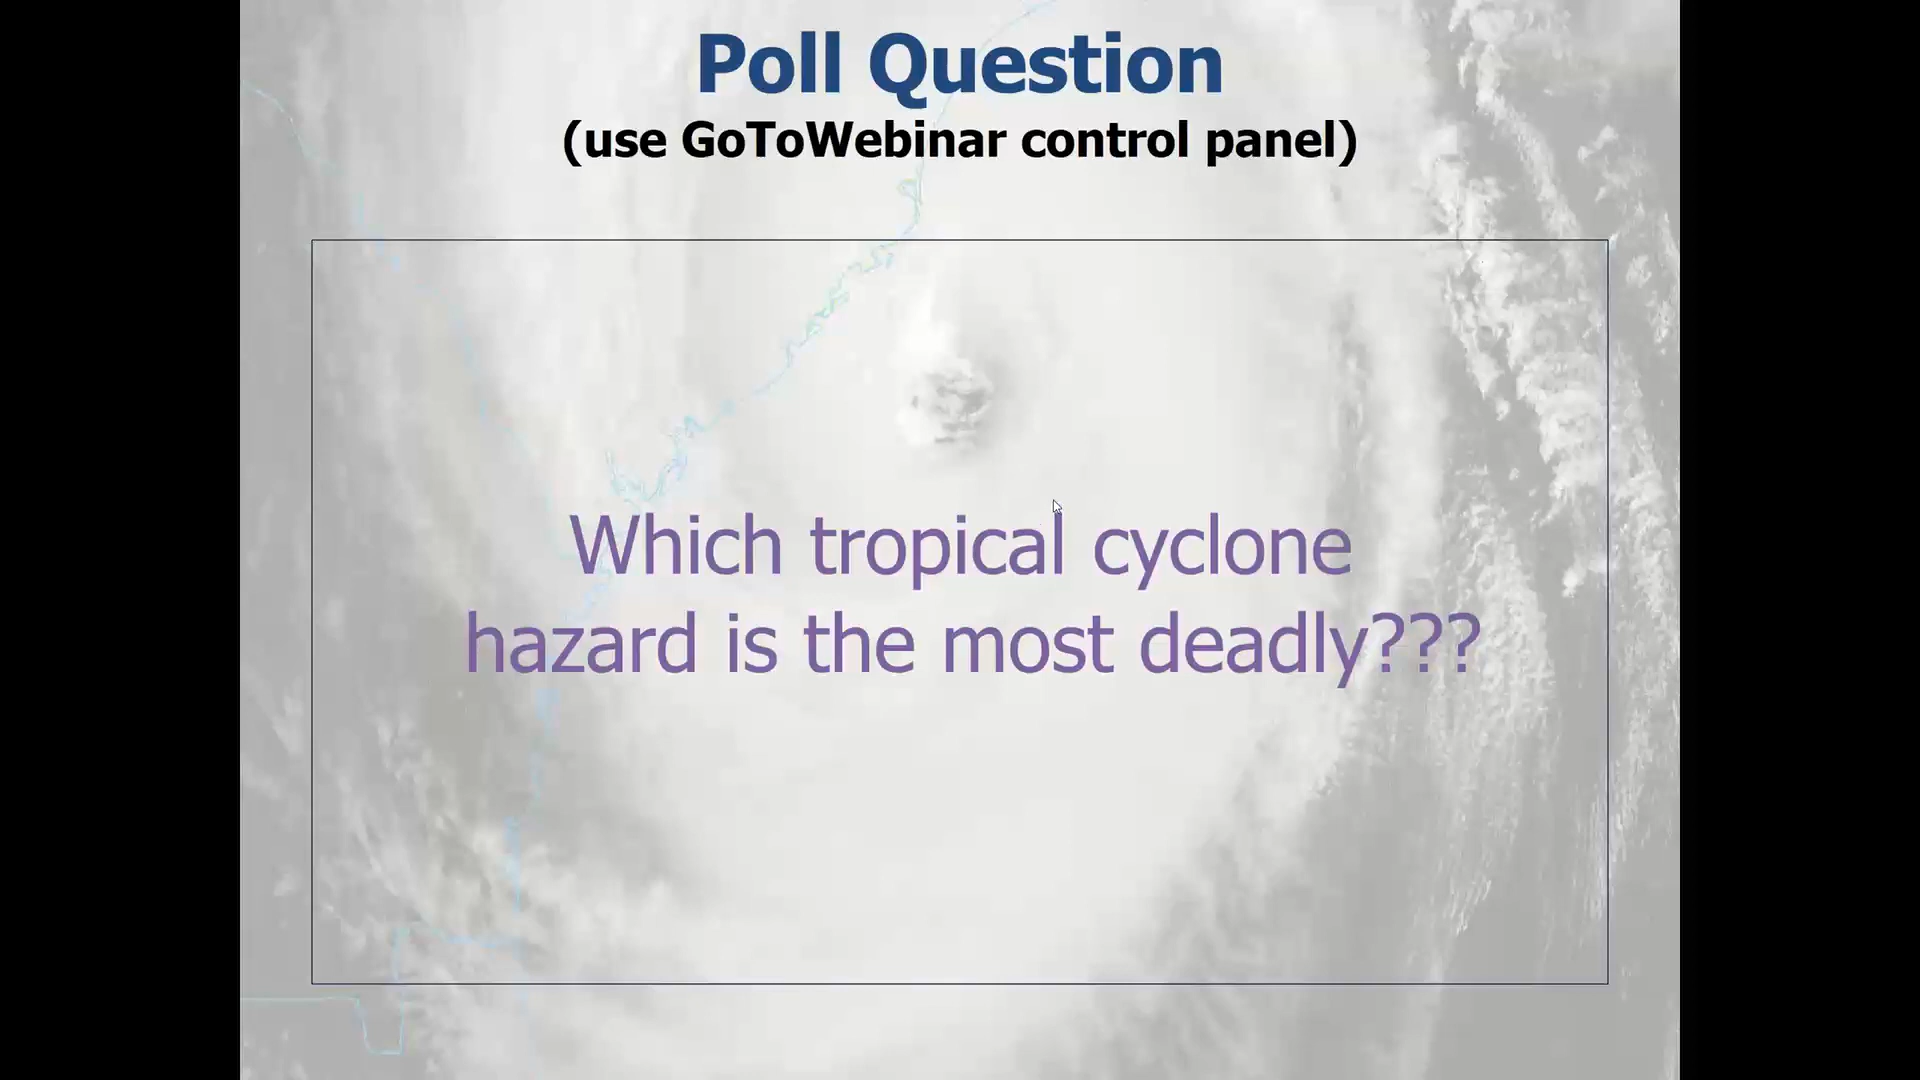 Poll Question
(use GoToWebinar control panel)
Which tropical cyclone
hazard is the most deadly???